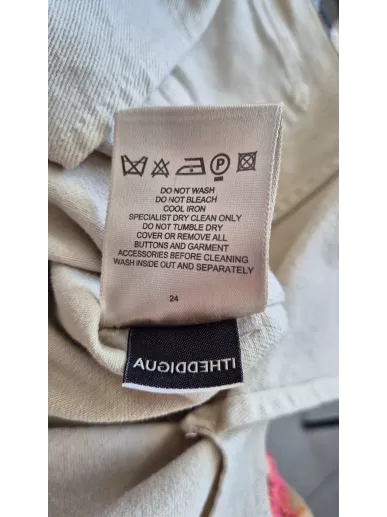 DO NOT WASH
DO NOT BLEACH
COOL IRON
SPECIALIST DRY CLEAN ONLY
DO NOT TUMBLE DRY
COVER OR REMOVE ALL
BUTTONS AND GARMENT
ACCESSORIES BEFORE CLEANING
WASH INSIDE OUT AND SEPARATELY
24